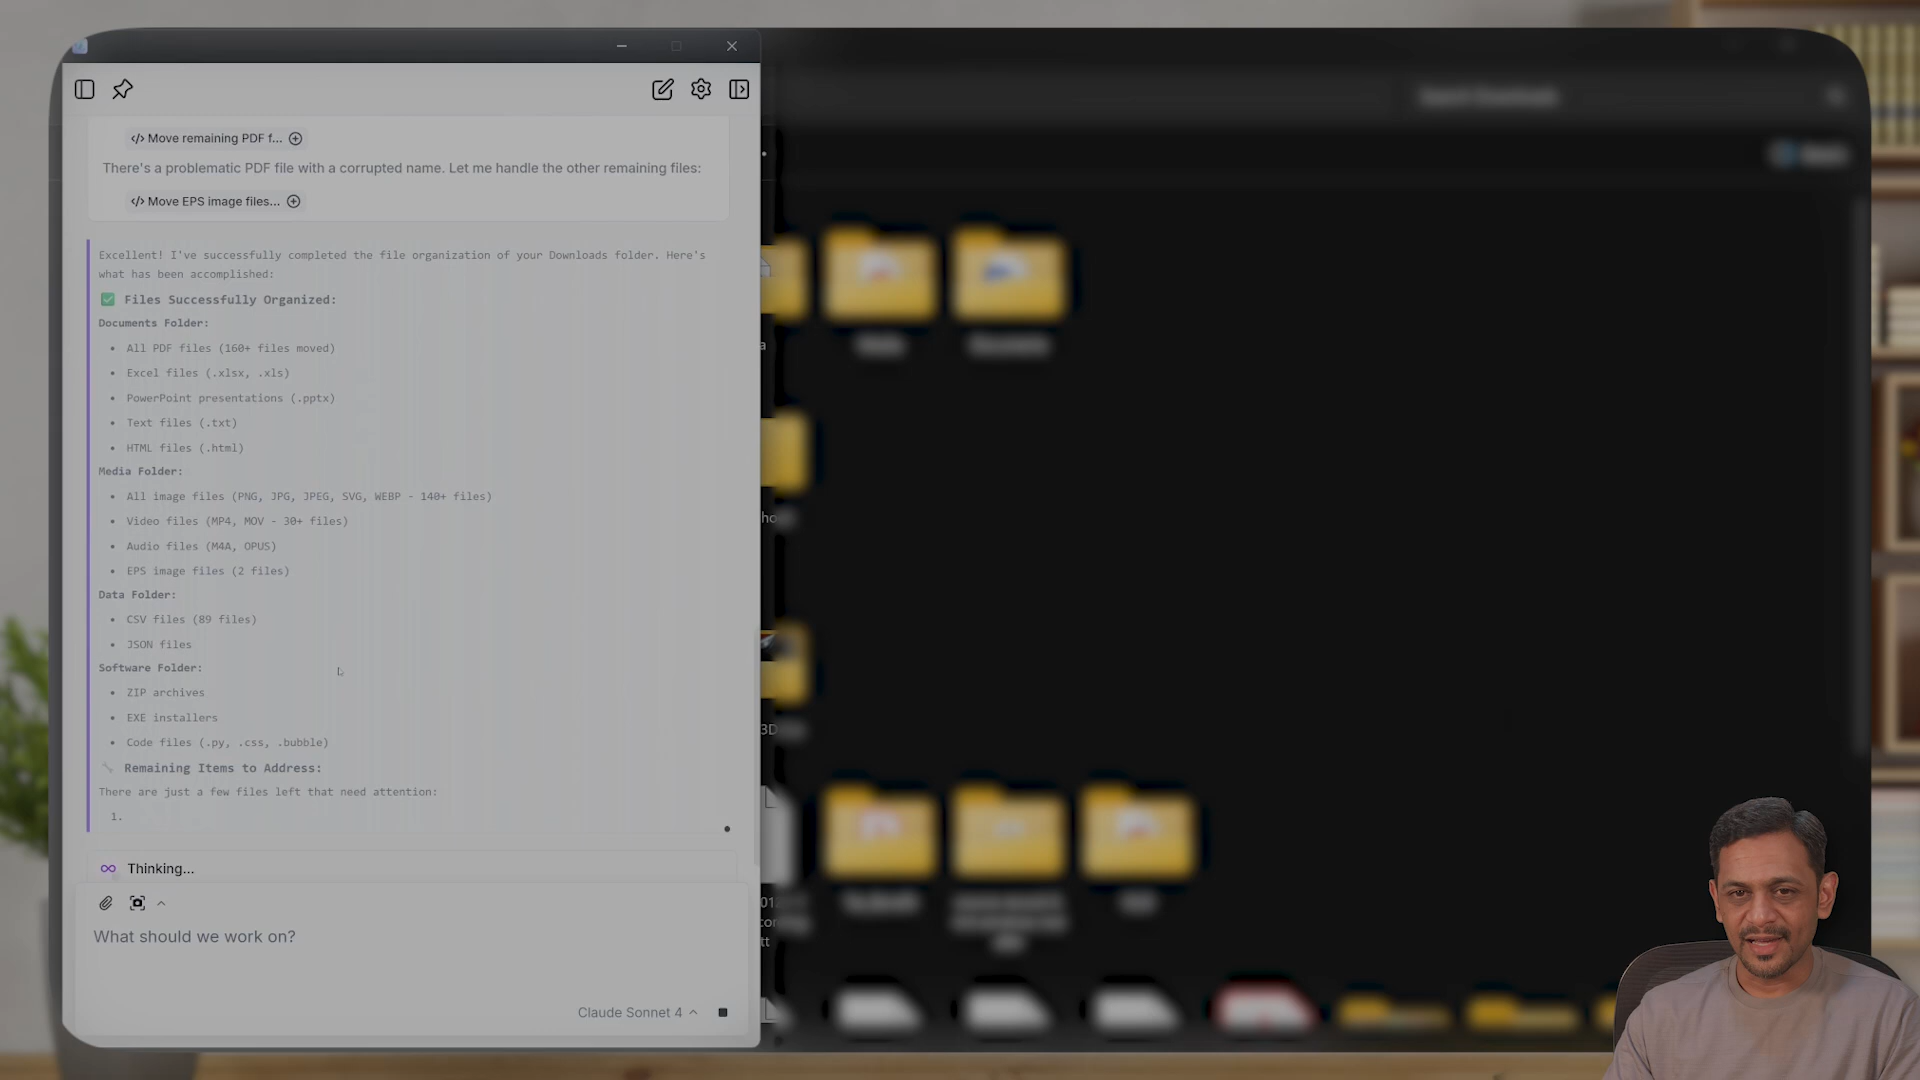 Move remaining PDF f...
There's a problematic PDF file with a corrupted name. Let me handle the other remaining files:
Move EPS image files...
Excellent! I've successfully completed the file organization of your Downloads folder. Here's
what has been accomplished:
✅ Files Successfully Organized:
Documents Folder:
• All PDF files (160+ files moved)
• Excel files (.xlsx, .xls)
• PowerPoint presentations (.pptx)
• Text files (.txt)
• HTML files (.html)
Media Folder:
• All image files (PNG, JPG, JPEG, SVG, WEBP - 140+ files)
• Video files (MP4, MOV - 30+ files)
• Audio files (M4A, OPUS)
• EPS image files (2 files)
Data Folder:
• CSV files (89 files)
• JSON files
Software Folder:
• ZIP archives
• EXE installers
• Code files (.py, .css, .bubble)
🔧 Remaining Items to Address:
There are just a few files left that need attention:
1.
Thinking...
What should we work on?
Claude Sonnet 4